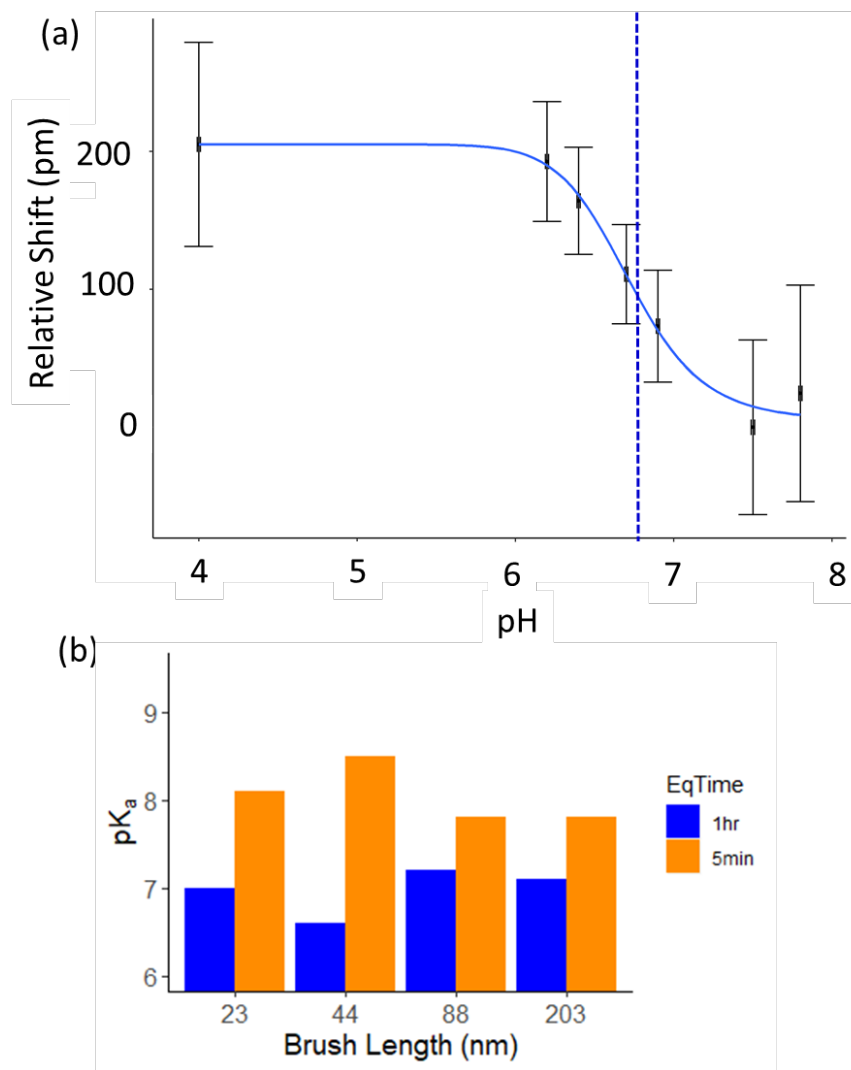 (a)
Relative Shift (pm)
200
100
0
4 5 6 7 8
pH
(b)
pKa
9
8
7
6
23 44 88 203
Brush Length (nm)
EqTime
1hr
5min